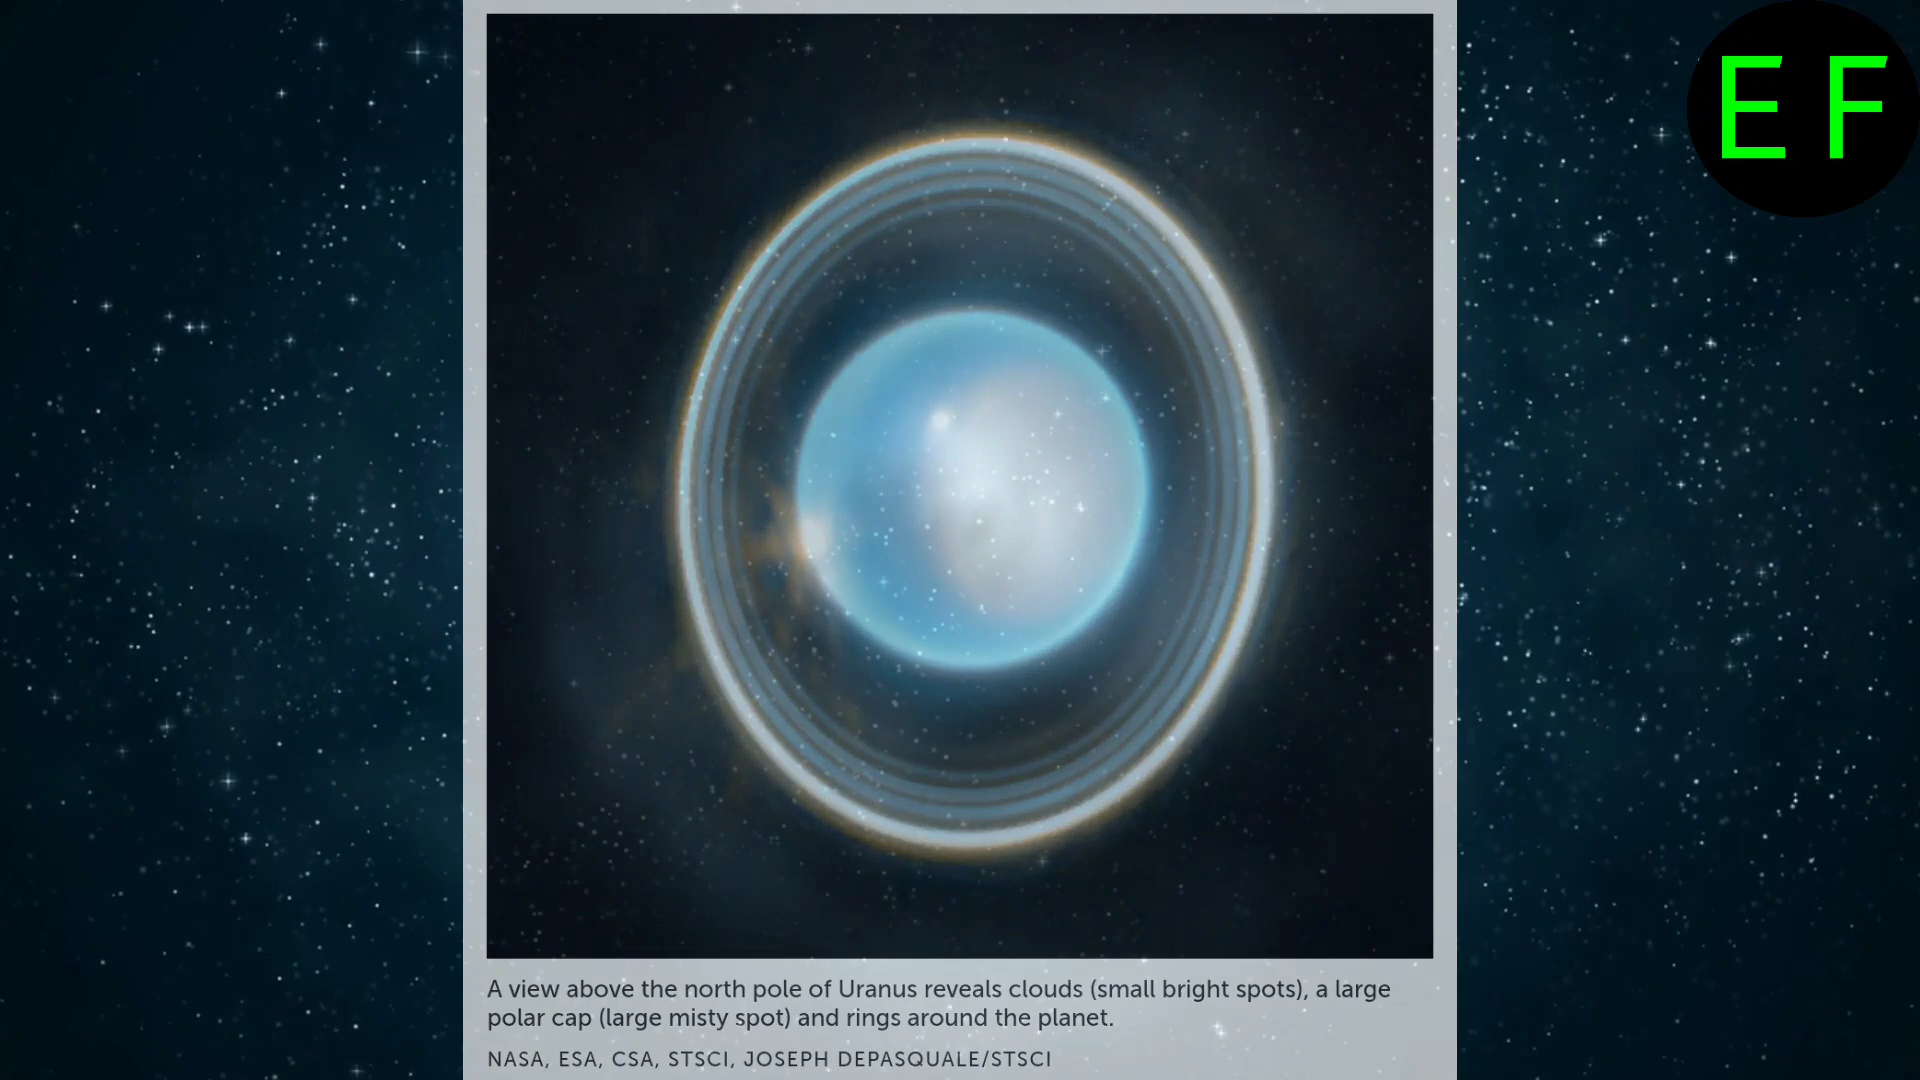 E F
A view above the north pole of Uranus reveals clouds (small bright spots), a large
polar cap (large misty spot) and rings around the planet.
NASA, ESA, CSA, STSCI, JOSEPH DEPASQUALE/STSCI